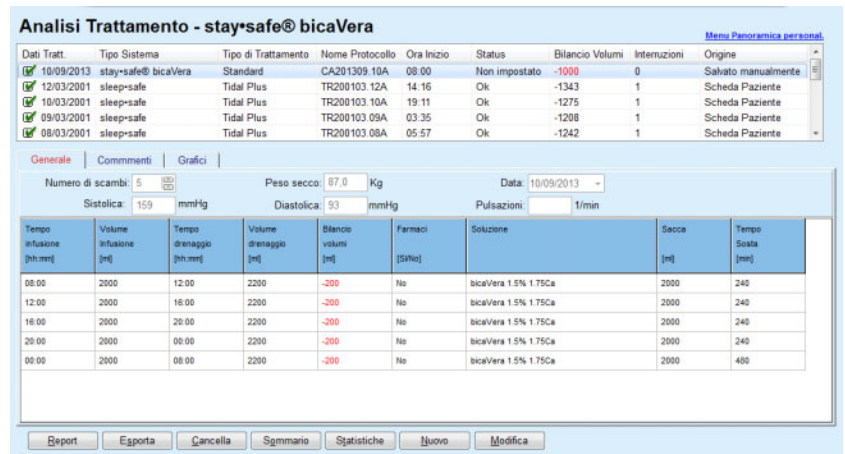 Analisi Trattamento - stay•safe® bicaVera
Menu Panoramica personal.
Dati Tratt. Tipo Sistema Tipo di Trattamento Nome Protocollo Ora Inizio Status Bilancio Volumi Interruzioni Origine
10/09/2013 stay•safe® bicaVera Standard CA201309.10A 08:00 Non impostato -1000 0 Salvato manualmente
12/03/2001 sleep•safe Tidal Plus TR200103.12A 14:16 Ok -1343 1 Scheda Paziente
10/03/2001 sleep•safe Tidal Plus TR200103.10A 19:11 Ok -1275 1 Scheda Paziente
09/03/2001 sleep•safe Tidal Plus TR200103.09A 03:35 Ok -1208 1 Scheda Paziente
08/03/2001 sleep•safe Tidal Plus TR200103.08A 05:57 Ok -1242 1 Scheda Paziente
Generale Commmenti Grafici
Numero di scambi: 5 Peso secco: 87,0 Kg Data: 10/09/2013
Sistolica: 159 mmHg Diastolica: 93 mmHg Pulsazioni: 1/min
Tempo Volume Tempo Volume Bilancio Farmaci Soluzione Sacca Tempo
infusione infusione drenaggio drenaggio volumi Sosta
[hh:mm] [ml] [hh:mm] [ml] [ml] [Si/No] [ml] [min]
08:00 2000 12:00 2200 -200 No bicaVera 1.5% 1.75Ca 2000 240
12:00 2000 16:00 2200 -200 No bicaVera 1.5% 1.75Ca 2000 240
16:00 2000 20:00 2200 -200 No bicaVera 1.5% 1.75Ca 2000 240
20:00 2000 00:00 2200 -200 No bicaVera 1.5% 1.75Ca 2000 240
00:00 2000 08:00 2200 -200 No bicaVera 1.5% 1.75Ca 2000 480
Report Esporta Cancella Sommario Statistiche Nuovo Modifica